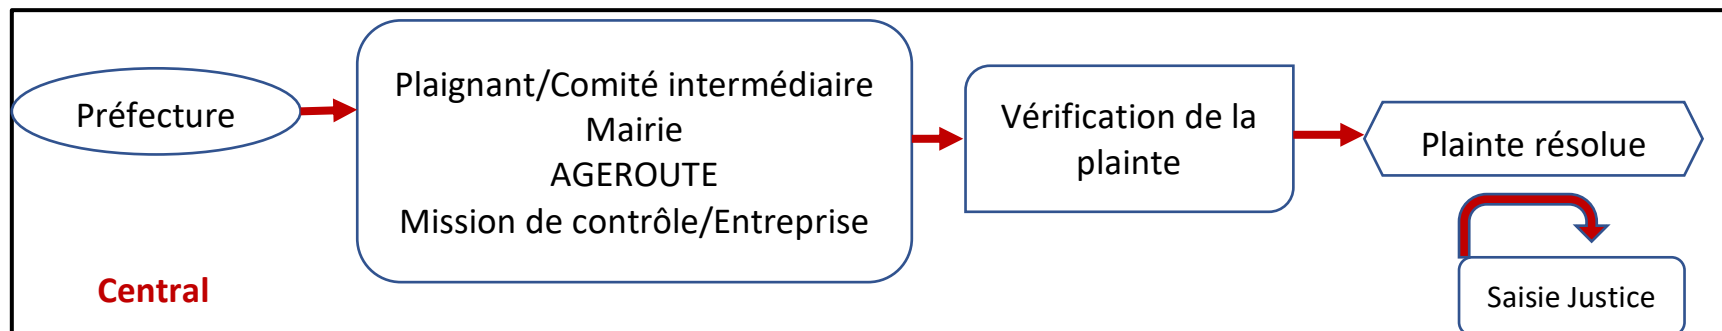 Préfecture
Plaignant/Comité intermédiaire
Mairie
AGEROUTE
Mission de contrôle/Entreprise
Vérification de la
plainte
Plainte résolue
Saisie Justice
Central